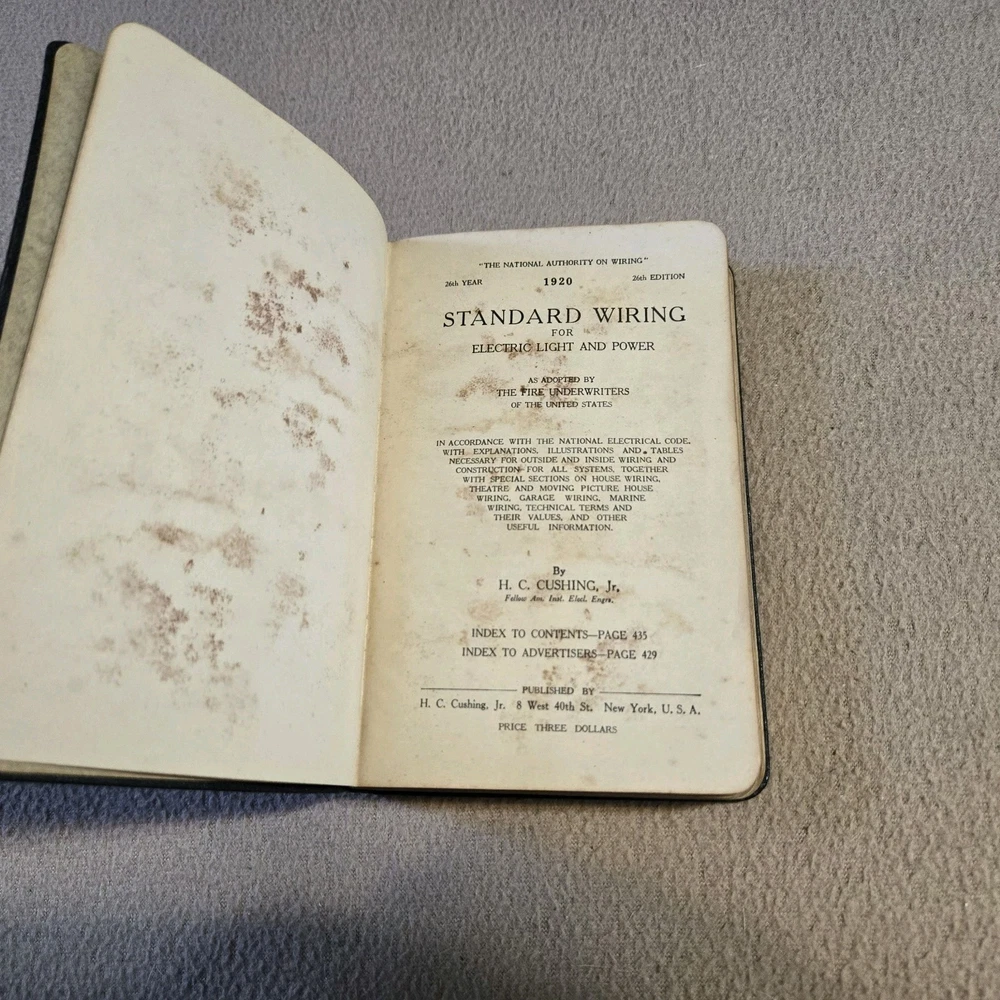 "THE NATIONAL AUTHORITY ON WIRING"
26th YEAR 1920 26th EDITION
STANDARD WIRING
FOR
ELECTRIC LIGHT AND POWER
AS ADOPTED BY
THE FIRE UNDERWRITERS
OF THE UNITED STATES
IN ACCORDANCE WITH THE NATIONAL ELECTRICAL CODE,
WITH EXPLANATIONS, ILLUSTRATIONS AND TABLES
NECESSARY FOR OUTSIDE AND INSIDE WIRING AND
CONSTRUCTION FOR ALL SYSTEMS, TOGETHER
WITH SPECIAL SECTIONS ON HOUSE WIRING,
THEATRE AND MOVING PICTURE HOUSE
WIRING, GARAGE WIRING, MARINE
WIRING, TECHNICAL TERMS AND
THEIR VALUES, AND OTHER
USEFUL INFORMATION.
By
H. C. CUSHING, Jr.
Fellow Am. Inst. Elecl. Engrs.
INDEX TO CONTENTS—PAGE 435
INDEX TO ADVERTISERS—PAGE 429
PUBLISHED BY
H. C. Cushing, Jr. 8 West 40th St. New York, U. S. A.
PRICE THREE DOLLARS